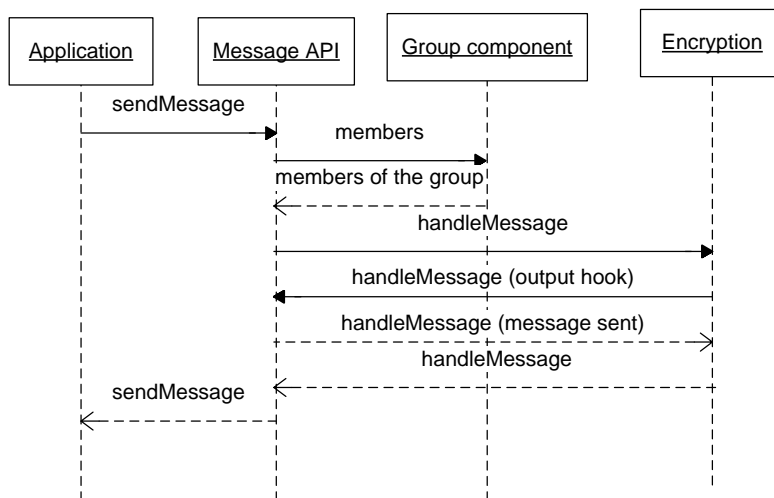 Application
Message API
Group component
Encryption
sendMessage
members
members of the group
handleMessage
handleMessage (output hook)
handleMessage (message sent)
handleMessage
sendMessage